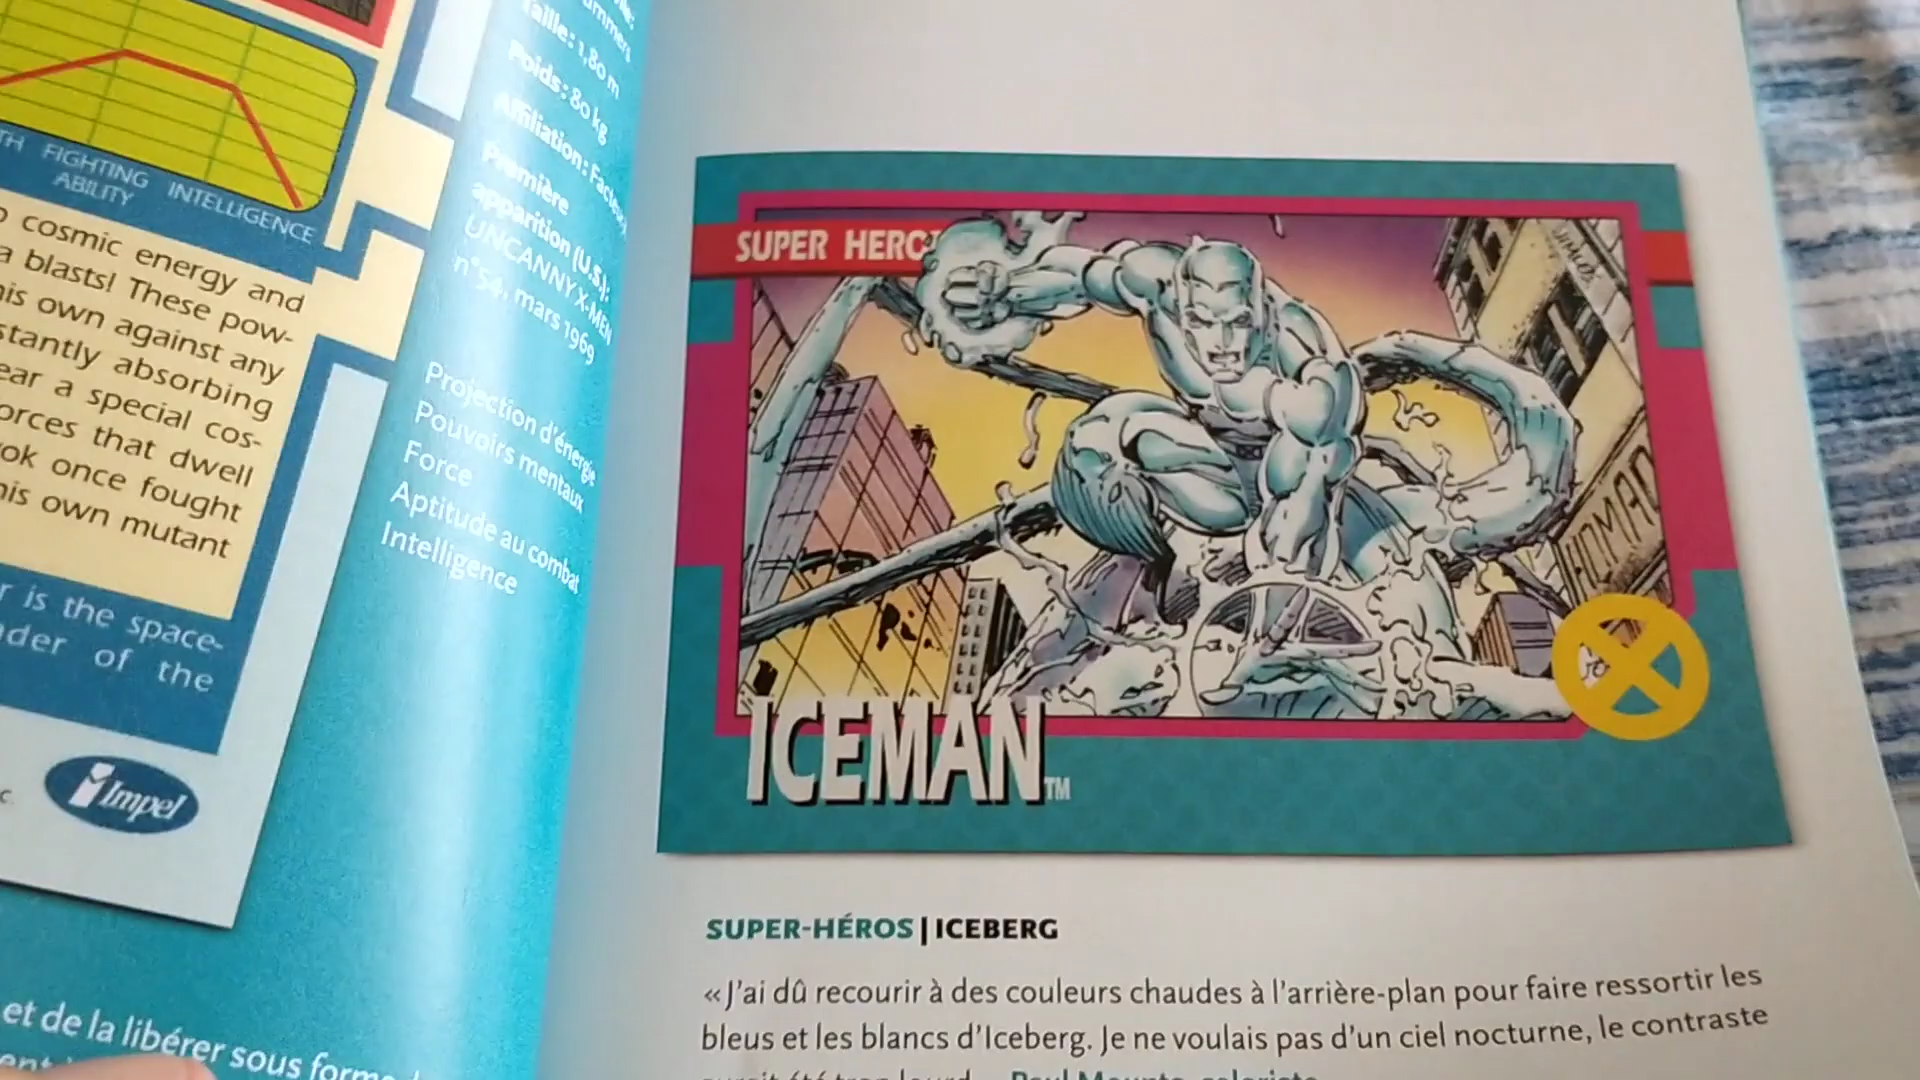 TH FIGHTING INTELLIGENCE
ABILITY
cosmic energy and
a blasts! These pow-
his own against any
stantly absorbing
ear a special cos-
orces that dwell
ok once fought
his own mutant
r is the space-
ader of the
Impel
et de la libérer sous forme
Taille : 1,80 m
Poids : 80 kg
Affiliation : Facteur
Première
apparition (U.S.) :
UNCANNY X-MEN
n° 54, mars 1969
Projection d'énergie
Pouvoirs mentaux
Force
Aptitude au combat
Intelligence
SUPER HERO
ICEMAN™
SUPER-HÉROS | ICEBERG
« J'ai dû recourir à des couleurs chaudes à l'arrière-plan pour faire ressortir les
bleus et les blancs d'Iceberg. Je ne voulais pas d'un ciel nocturne, le contraste